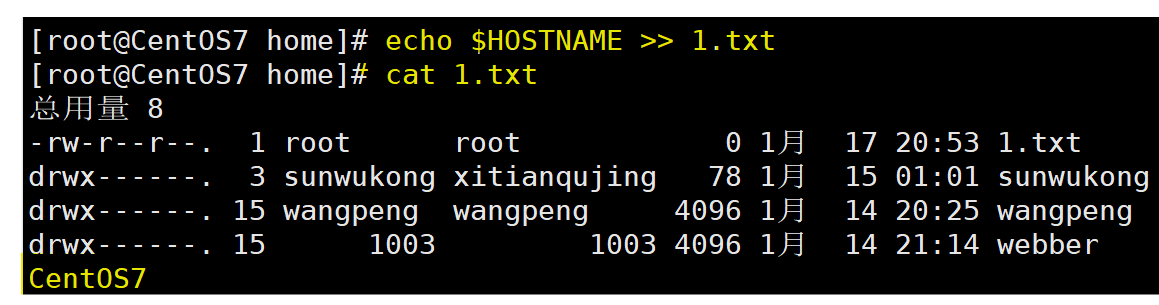 [root@CentOS7 home]# echo $HOSTNAME >> 1.txt
[root@CentOS7 home]# cat 1.txt
总用量 8
-rw-r--r--.  1 root      root            0 1月   17 20:53 1.txt
drwx------.  3 sunwukong xitianqujing   78 1月   15 01:01 sunwukong
drwx------. 15 wangpeng  wangpeng     4096 1月   14 20:25 wangpeng
drwx------. 15      1003         1003 4096 1月   14 21:14 webber
CentOS7